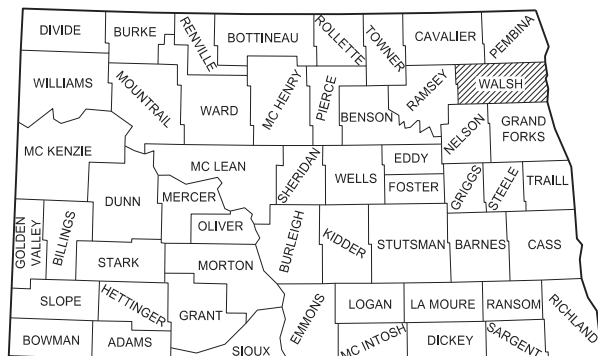 DIVIDE
BURKE
RENVILLE
BOTTINEAU
ROLLETTE
TOWNER
CAVALIER
PEMBINA
WILLIAMS
MOUNTRAIL
WARD
MC HENRY
PIERCE
BENSON
RAMSEY
WALSH
NELSON
GRAND
FORKS
MC KENZIE
DUNN
MC LEAN
MERCER
OLIVER
SHERIDAN
WELLS
EDDY
FOSTER
GRIGGS
STEELE
TRAILL
GOLDEN
VALLEY
BILLINGS
STARK
MORTON
BURLEIGH
KIDDER
STUTSMAN
BARNES
CASS
SLOPE
HETTINGER
GRANT
EMMONS
LOGAN
LA MOURE
RANSOM
RICHLAND
BOWMAN
ADAMS
SIOUX
MC INTOSH
DICKEY
SARGENT